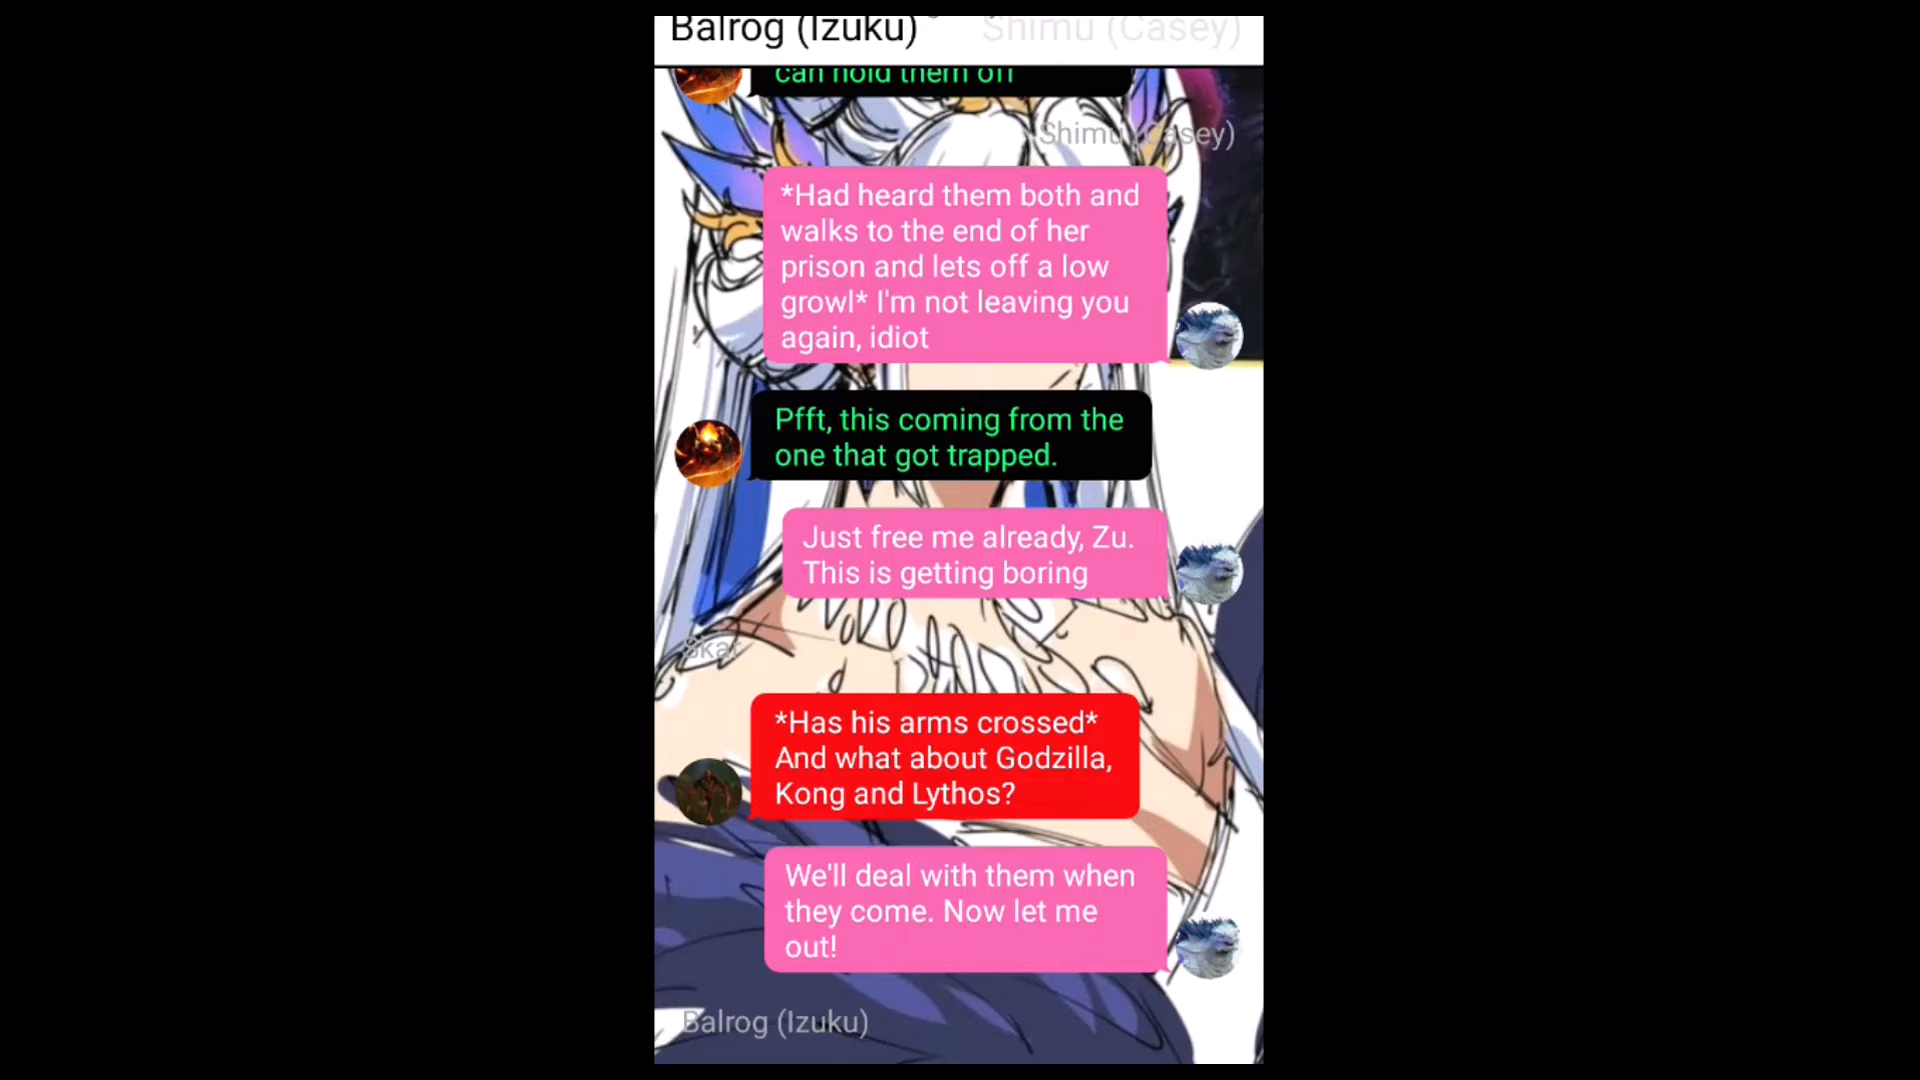 Balrog (Izuku) Shimu (Casey)
can hold them off
(Shimu (Casey)
*Had heard them both and
walks to the end of her
prison and lets off a low
growl* I'm not leaving you
again, idiot
Pfft, this coming from the
one that got trapped.
Just free me already, Zu.
This is getting boring
Skar
*Has his arms crossed*
And what about Godzilla,
Kong and Lythos?
We'll deal with them when
they come. Now let me
out!
Balrog (Izuku)